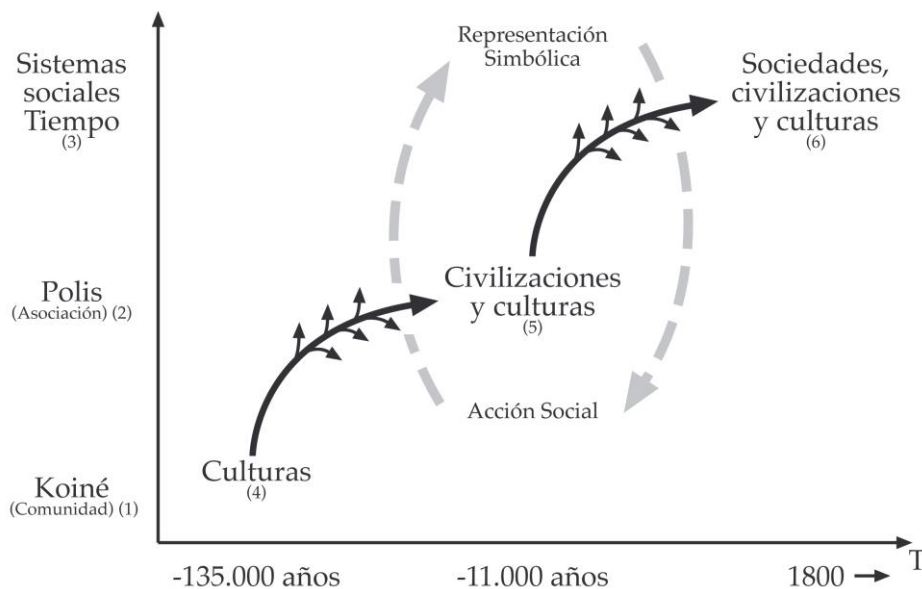 Representación
Simbólica
Sistemas
sociales
Tiempo
(3)
Sociedades,
civilizaciones
y culturas
(6)
Polis
(Asociación) (2)
Civilizaciones
y culturas
(5)
Acción Social
Culturas
(4)
Koiné
(Comunidad) (1)
T
-135.000 años
-11.000 años
1800